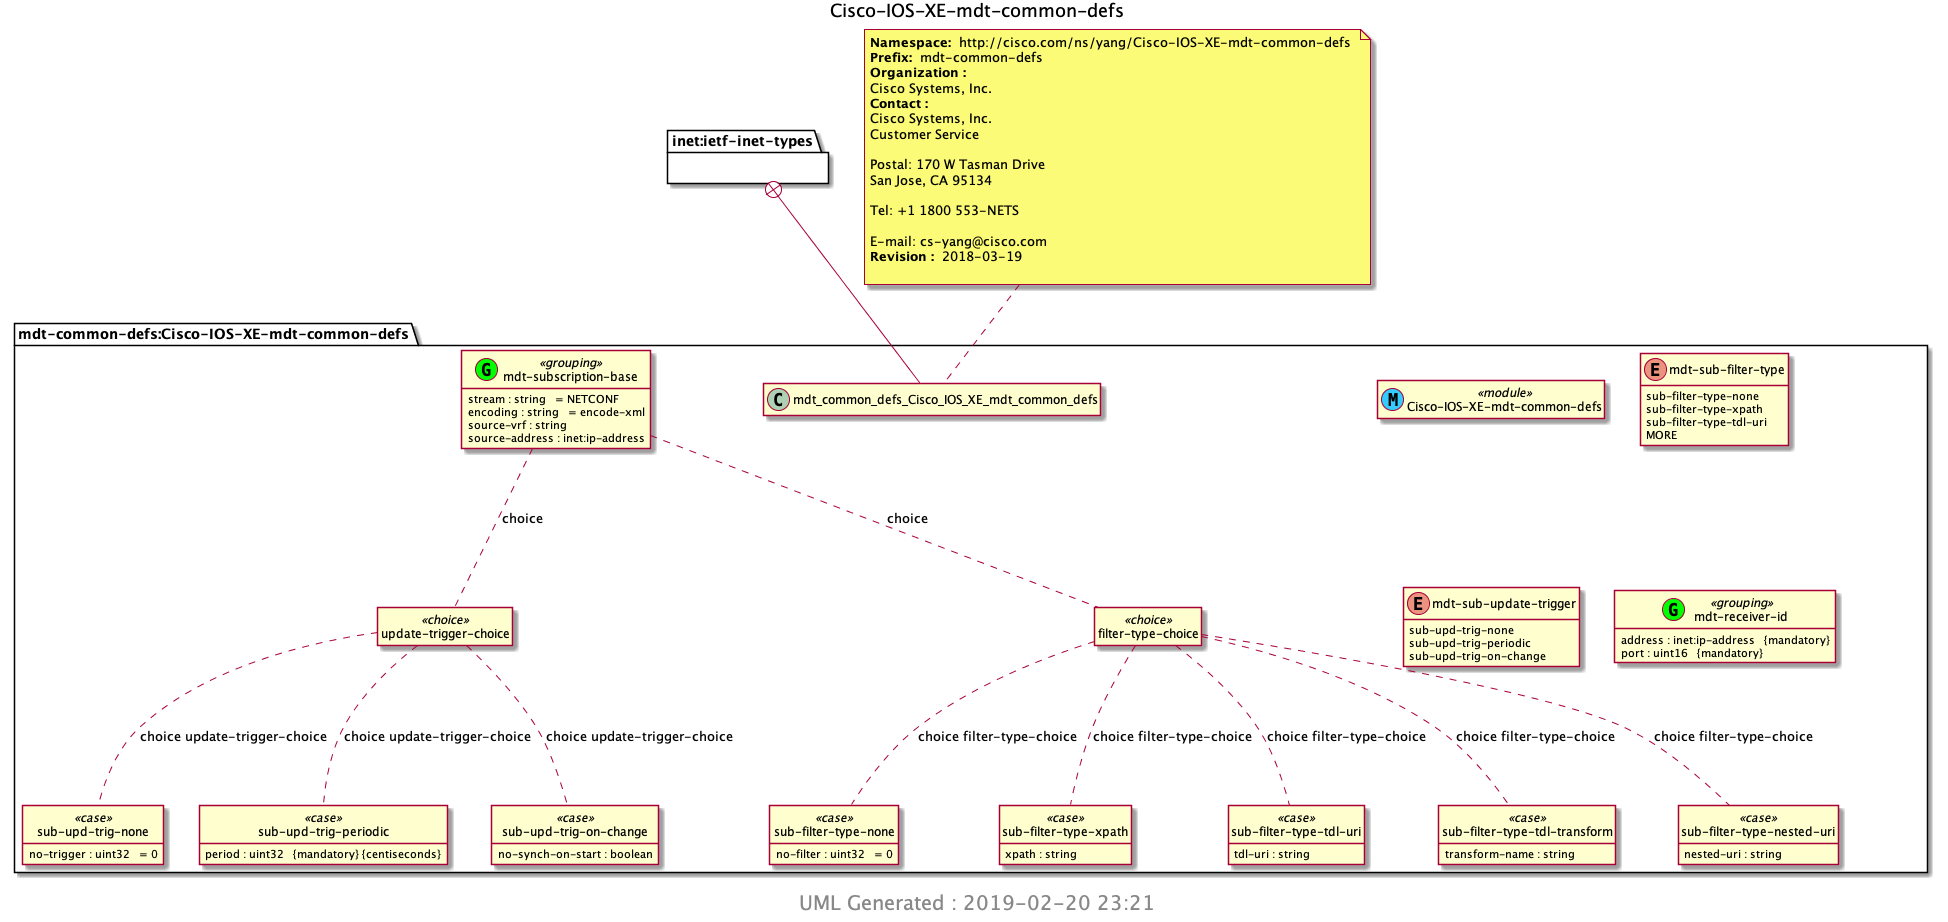 Cisco-IOS-XE-mdt-common-defs
Namespace: http://cisco.com/ns/yang/Cisco-IOS-XE-mdt-common-defs
Prefix: mdt-common-defs
Organization :
Cisco Systems, Inc.
Contact :
Cisco Systems, Inc.
Customer Service
Postal: 170 W Tasman Drive
San Jose, CA 95134
Tel: +1 1800 553-NETS
E-mail: cs-yang@cisco.com
Revision : 2018-03-19
inet:ietf-inet-types
mdt-common-defs:Cisco-IOS-XE-mdt-common-defs
G
«grouping»
mdt-subscription-base
stream : string = NETCONF
encoding : string = encode-xml
source-vrf : string
source-address : inet:ip-address
C mdt_common_defs_Cisco_IOS_XE_mdt_common_defs
M
«module»
Cisco-IOS-XE-mdt-common-defs
E mdt-sub-filter-type
sub-filter-type-none
sub-filter-type-xpath
sub-filter-type-tdl-uri
MORE
choice
choice
«choice»
update-trigger-choice
«choice»
filter-type-choice
E mdt-sub-update-trigger
sub-upd-trig-none
sub-upd-trig-periodic
sub-upd-trig-on-change
G
«grouping»
mdt-receiver-id
address : inet:ip-address {mandatory}
port : uint16 {mandatory}
choice update-trigger-choice
choice update-trigger-choice
choice update-trigger-choice
choice filter-type-choice
choice filter-type-choice
choice filter-type-choice
choice filter-type-choice
choice filter-type-choice
«case»
sub-upd-trig-none
no-trigger : uint32 = 0
«case»
sub-upd-trig-periodic
period : uint32 {mandatory}{centiseconds}
«case»
sub-upd-trig-on-change
no-synch-on-start : boolean
«case»
sub-filter-type-none
no-filter : uint32 = 0
«case»
sub-filter-type-xpath
xpath : string
«case»
sub-filter-type-tdl-uri
tdl-uri : string
«case»
sub-filter-type-tdl-transform
transform-name : string
«case»
sub-filter-type-nested-uri
nested-uri : string
UML Generated : 2019-02-20 23:21